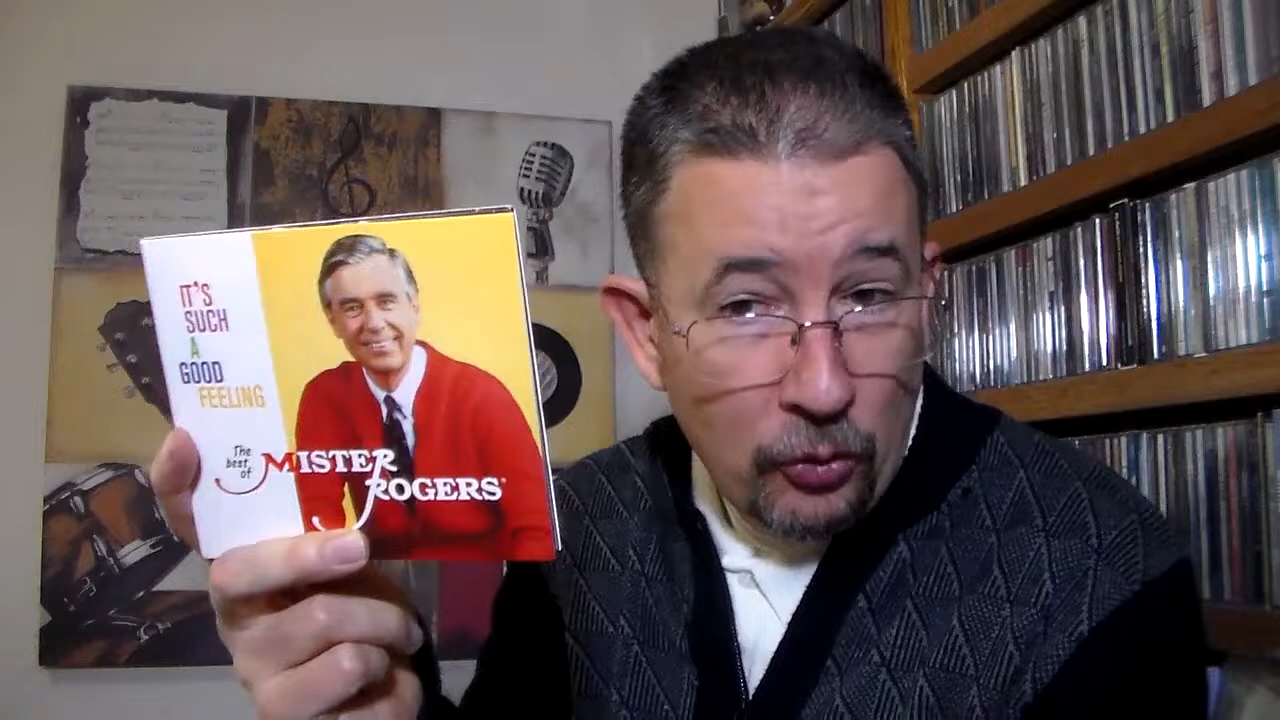 IT'S
SUCH
A
GOOD
FEELING
The
best
of
MISTER
ROGERS